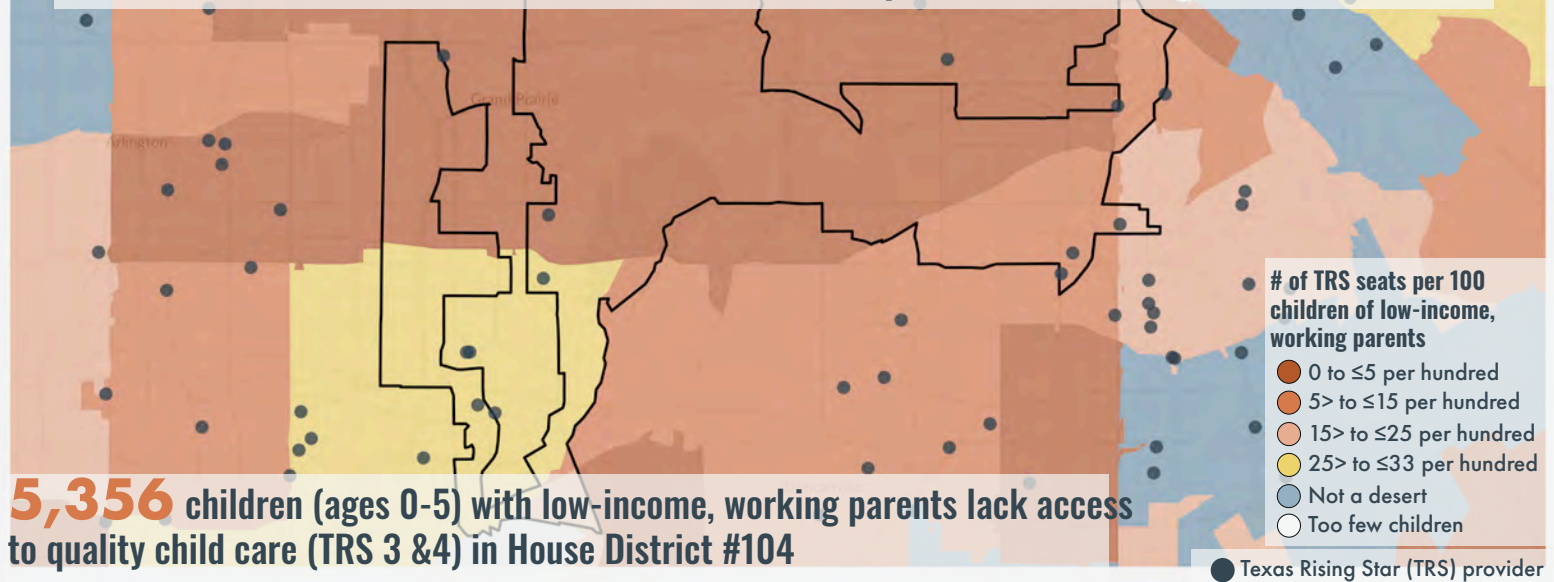 Grand Prairie
Arlington
# of TRS seats per 100
children of low-income,
working parents
0 to ≤5 per hundred
5> to ≤15 per hundred
15> to ≤25 per hundred
25> to ≤33 per hundred
Not a desert
Too few children
5,356 children (ages 0-5) with low-income, working parents lack access
to quality child care (TRS 3 &4) in House District #104
Texas Rising Star (TRS) provider